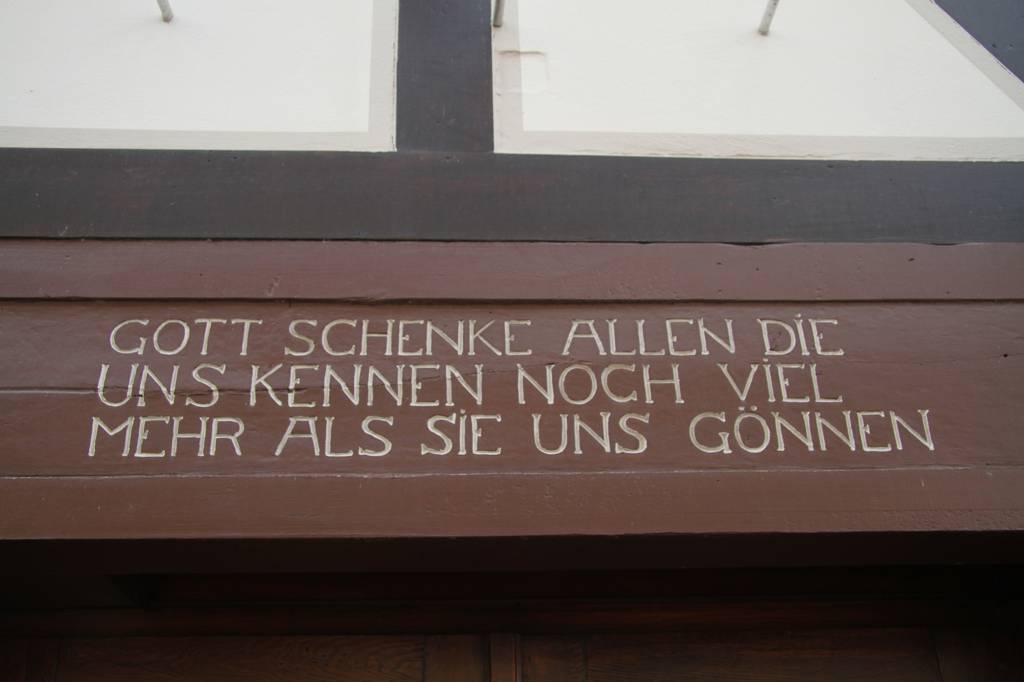 GOTT SCHENKE ALLEN DIE
UNS KENNEN NOCH VIEL
MEHR ALS SIE UNS GÖNNEN